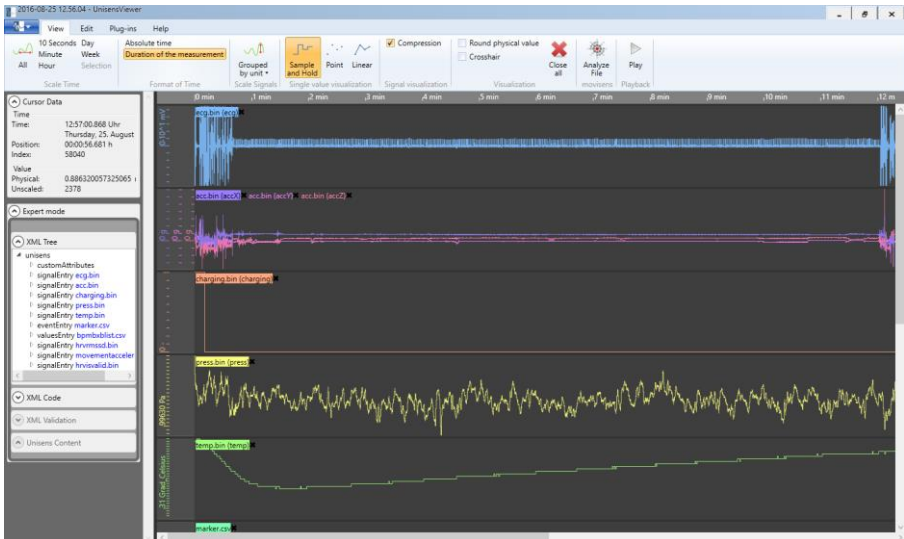 2016-08-25 12.56.04 - UnisensViewer
View Edit Plug-ins Help
10 Seconds Day
Minute Week
All Hour Selection
Scale Time
Absolute time
Duration of the measurement
Format of Time
Grouped
by unit
Scale Signals
Sample
and Hold
Point Linear
Single value visualization
Compression
Signal visualization
Round physical value
Crosshair
Close
all
Visualization
Analyze
File
movisens
Play
Playback
Cursor Data
Time
Time: 12:57:00.868 Uhr
Thursday, 25. August
Position: 00:00:56.681 h
Index: 58040
Value
Physical: 0.886320057325065
Unscaled: 2378
Expert mode
XML Tree
unisens
customAttributes
signalEntry ecg.bin
signalEntry acc.bin
signalEntry charging.bin
signalEntry press.bin
signalEntry temp.bin
eventEntry marker.csv
valuesEntry bpmbxblist.csv
signalEntry hrvrmssd.bin
signalEntry movementacceler
signalEntry hrvisvalid.bin
XML Code
XML Validation
Unisens Content
,0 min ,1 min ,2 min ,3 min ,4 min ,5 min ,6 min ,7 min ,8 min ,9 min ,10 min ,11 min ,12 m
ecg.bin (ecg)
acc.bin (accX) acc.bin (accY) acc.bin (accZ)
charging.bin (charging)
press.bin (press)
99630 Pa
temp.bin (temp)
31 Grad_Celsius
marker.csv